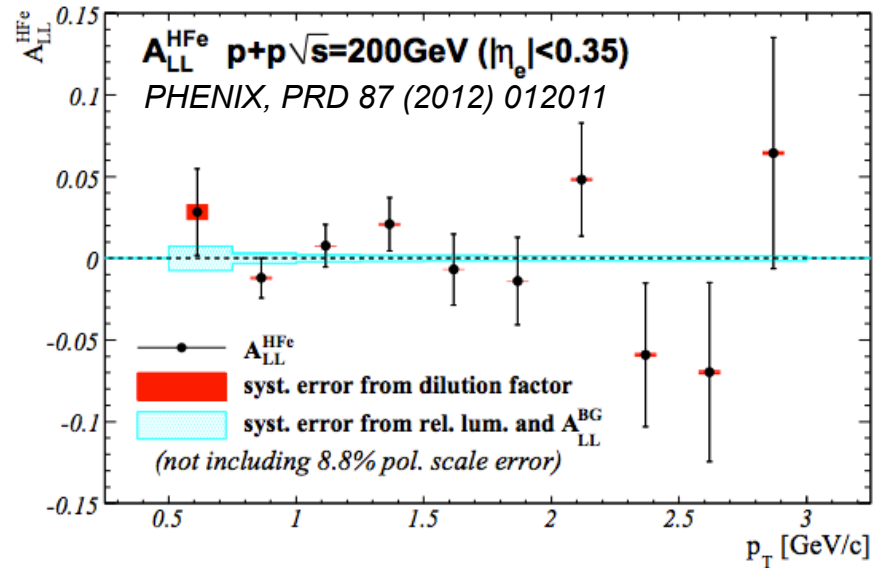 A_LL^HFe
0.15
0.1
0.05
0
-0.05
-0.1
-0.15
A_LL^HFe p+p √s=200GeV (|η_e|<0.35)
PHENIX, PRD 87 (2012) 012011
A_LL^HFe
syst. error from dilution factor
syst. error from rel. lum. and A_LL^BG
(not including 8.8% pol. scale error)
0.5 1 1.5 2 2.5 3
p_T [GeV/c]